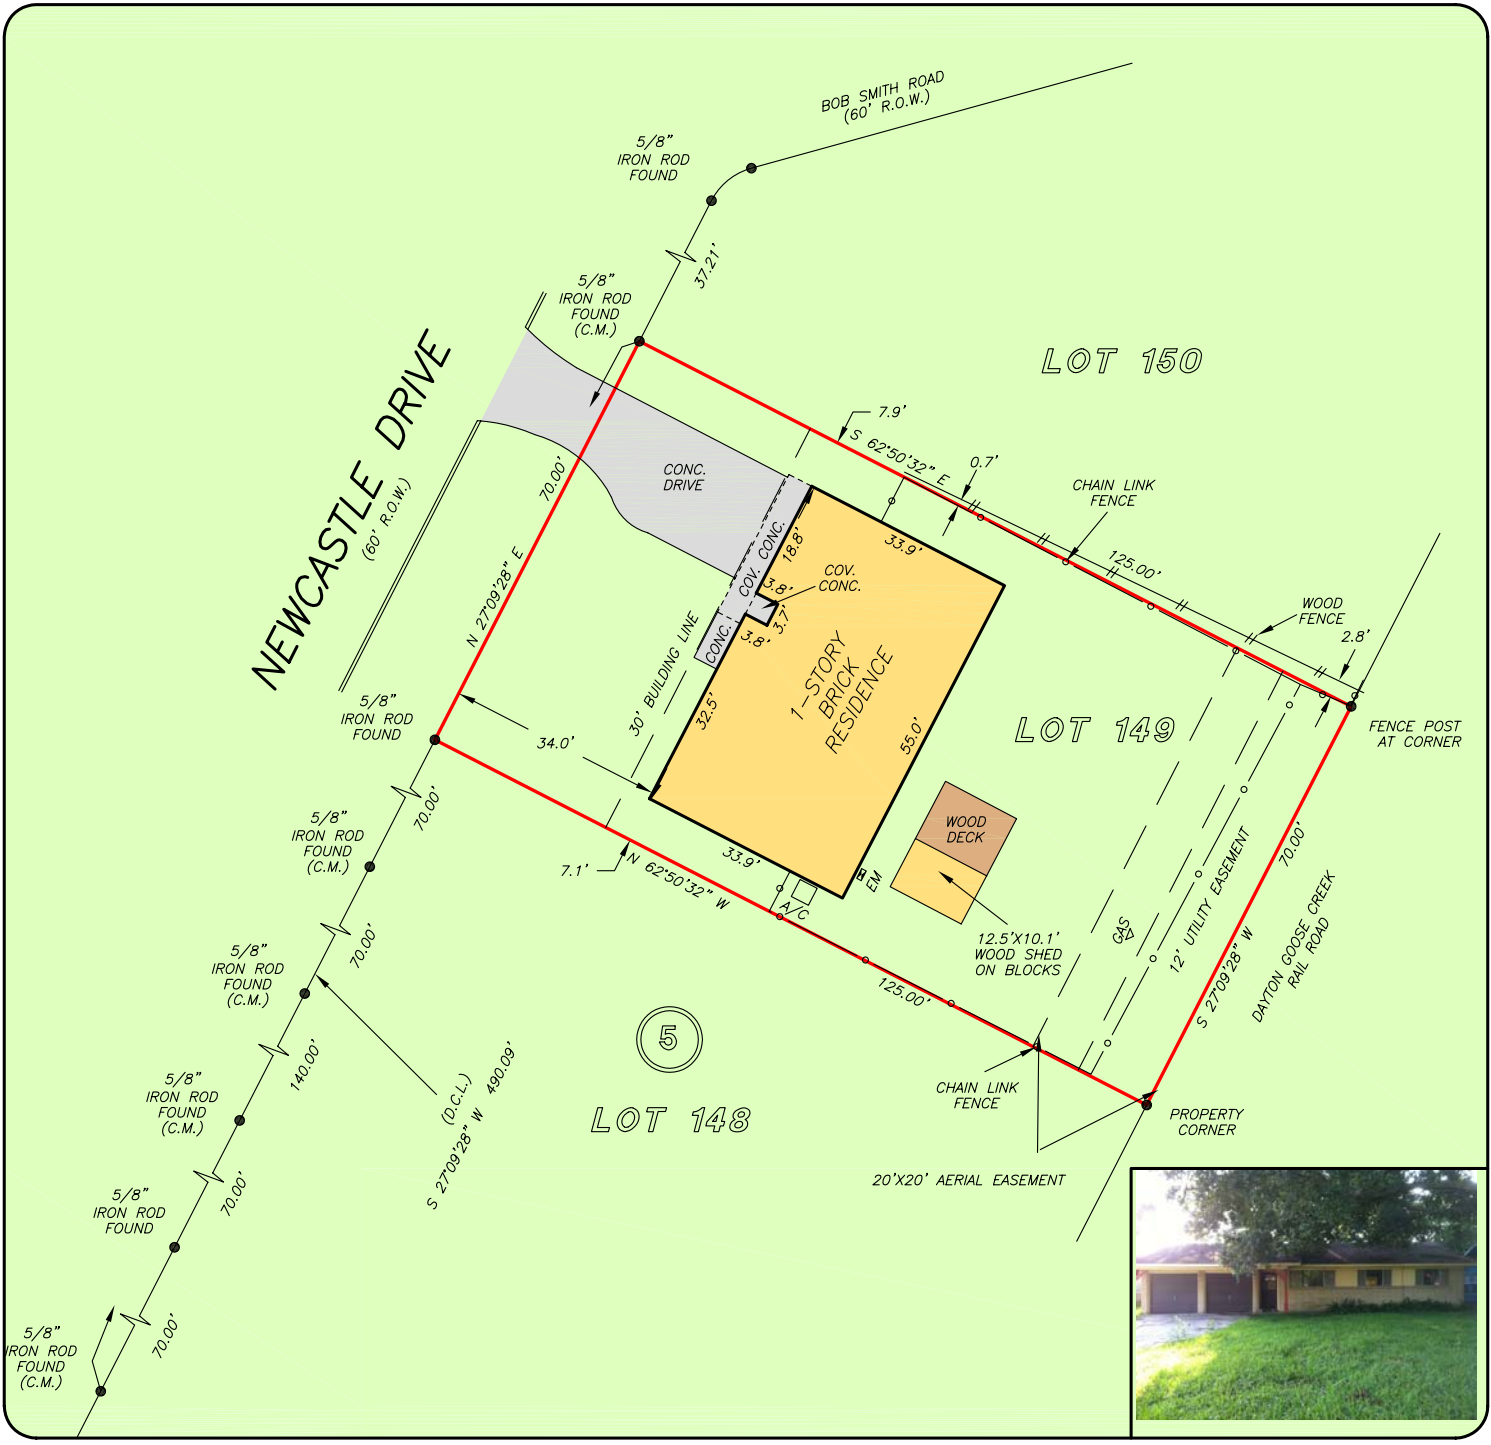 BOB SMITH ROAD
(60' R.O.W.)
5/8"
IRON ROD
FOUND
37.21'
5/8"
IRON ROD
FOUND
(C.M.)
NEWCASTLE DRIVE
(60' R.O.W.)
LOT 150
7.9'
S 62°50'32" E
0.7'
CHAIN LINK
FENCE
125.00'
WOOD
FENCE
2.8'
FENCE POST
AT CORNER
CONC.
DRIVE
70.00'
N 27°09'28" E
COV. CONC.
18.8'
33.9'
COV.
CONC.
3.8'
3.7'
3.8'
CONC.
30' BUILDING LINE
1-STORY
BRICK
RESIDENCE
32.5'
55.0'
LOT 149
5/8"
IRON ROD
FOUND
34.0'
70.00'
7.1'
N 62°50'32" W
33.9'
A/C
EM
WOOD
DECK
12.5'X10.1'
WOOD SHED
ON BLOCKS
GAS
12' UTILITY EASEMENT
70.00'
S 27°09'28" W
DAYTON GOOSE CREEK
RAIL ROAD
5/8"
IRON ROD
FOUND
(C.M.)
70.00'
5/8"
IRON ROD
FOUND
(C.M.)
125.00'
5
LOT 148
CHAIN LINK
FENCE
PROPERTY
CORNER
20'X20' AERIAL EASEMENT
140.00'
(D.C.L.)
S 27°09'28" W 490.09'
5/8"
IRON ROD
FOUND
(C.M.)
70.00'
5/8"
IRON ROD
FOUND
70.00'
5/8"
IRON ROD
FOUND
(C.M.)